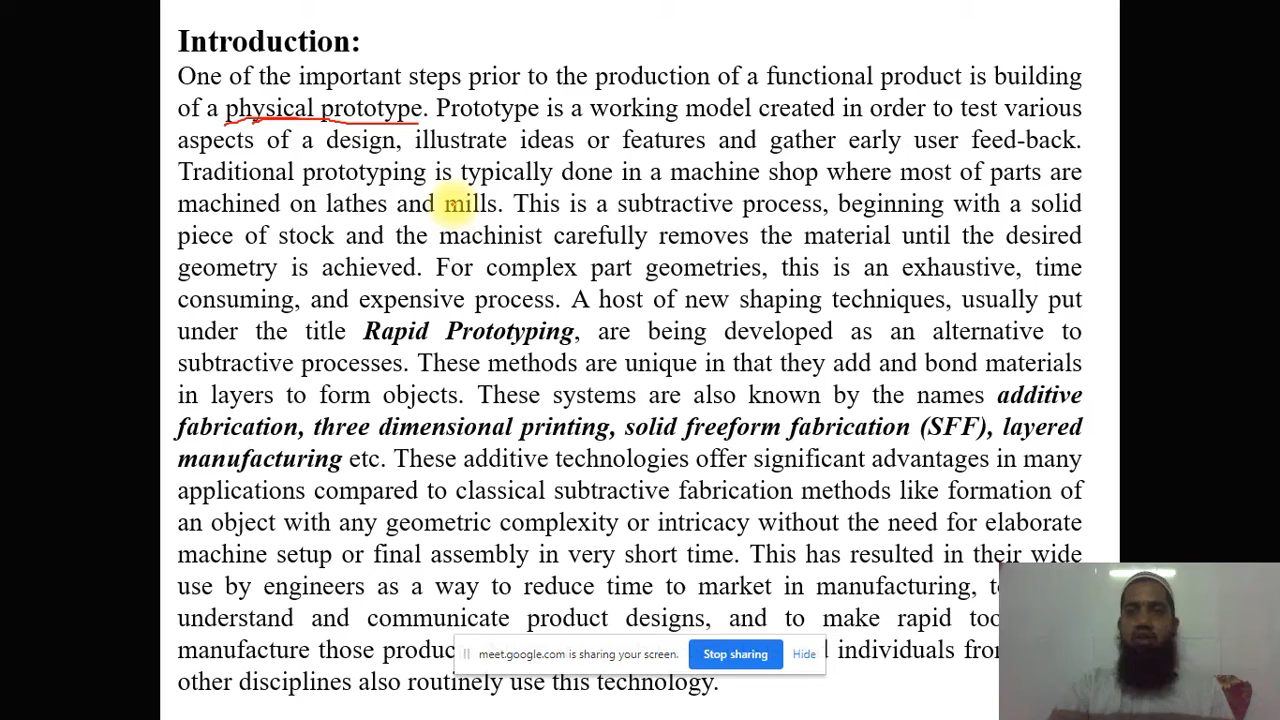 Introduction:
One of the important steps prior to the production of a functional product is building
of a physical prototype. Prototype is a working model created in order to test various
aspects of a design, illustrate ideas or features and gather early user feed-back.
Traditional prototyping is typically done in a machine shop where most of parts are
machined on lathes and mills. This is a subtractive process, beginning with a solid
piece of stock and the machinist carefully removes the material until the desired
geometry is achieved. For complex part geometries, this is an exhaustive, time
consuming, and expensive process. A host of new shaping techniques, usually put
under the title Rapid Prototyping, are being developed as an alternative to
subtractive processes. These methods are unique in that they add and bond materials
in layers to form objects. These systems are also known by the names additive
fabrication, three dimensional printing, solid freeform fabrication (SFF), layered
manufacturing etc. These additive technologies offer significant advantages in many
applications compared to classical subtractive fabrication methods like formation of
an object with any geometric complexity or intricacy without the need for elaborate
machine setup or final assembly in very short time. This has resulted in their wide
use by engineers as a way to reduce time to market in manufacturing,
understand and communicate product designs, and to make rapid
manufacture those individuals
meet.google.com is sharing your screen. Stop sharing Hide
other disciplines also routinely use this technology.